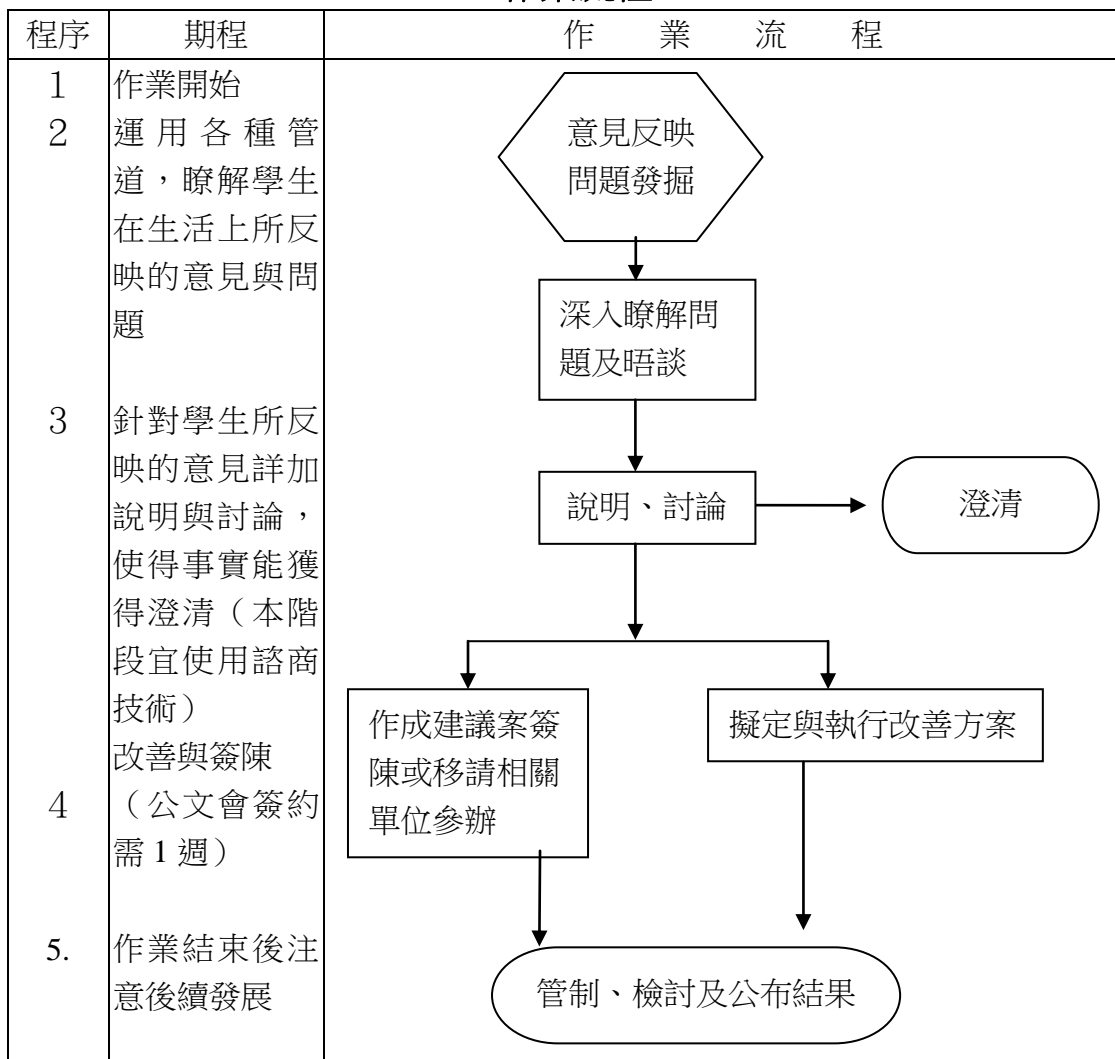 程序 期程 作業流程
1 作業開始
2 運用各種管
道，瞭解學生
在生活上所反
映的意見與問
題
3 針對學生所反
映的意見詳加
說明與討論，
使得事實能獲
得澄清（本階
段宜使用諮商
技術）
改善與簽陳
4 （公文會簽約
需1週）
5. 作業結束後注
意後續發展
意見反映
問題發掘
深入瞭解問
題及晤談
說明、討論
澄清
作成建議案簽
陳或移請相關
單位參辦
擬定與執行改善方案
管制、檢討及公布結果